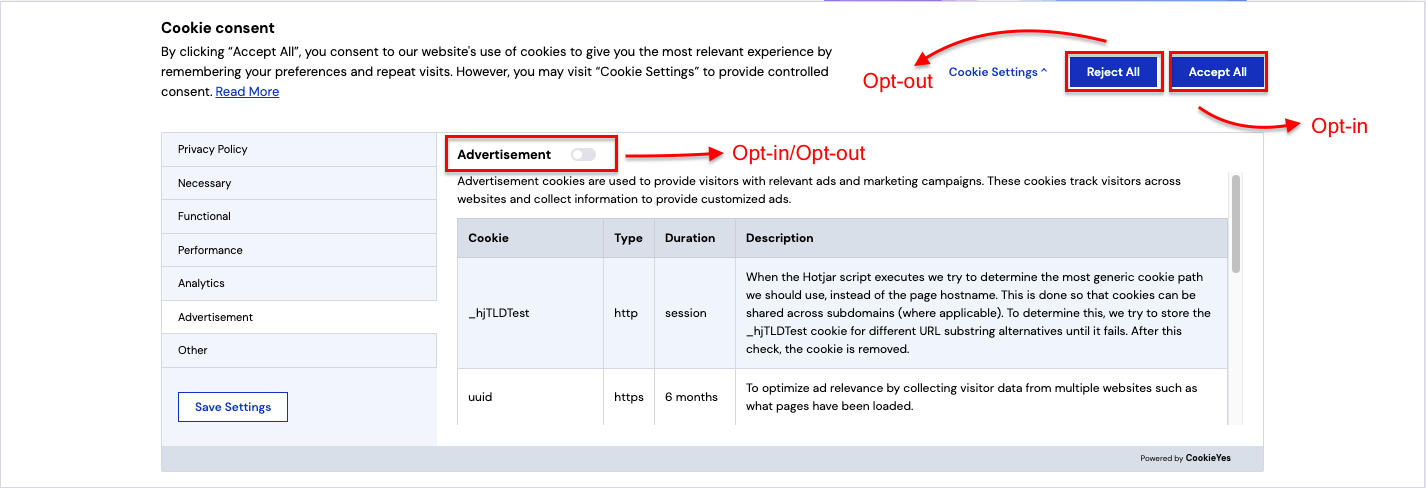 Cookie consent
By clicking “Accept All”, you consent to our website's use of cookies to give you the most relevant experience by
remembering your preferences and repeat visits. However, you may visit “Cookie Settings” to provide controlled
consent. Read More
Opt-out
Cookie Settings ^
Reject All
Accept All
Opt-in
Privacy Policy
Necessary
Functional
Performance
Analytics
Advertisement
Other
Save Settings
Advertisement
Opt-in/Opt-out
Advertisement cookies are used to provide visitors with relevant ads and marketing campaigns. These cookies track visitors across
websites and collect information to provide customized ads.
Cookie Type Duration Description
_hjTLDTest http session
When the Hotjar script executes we try to determine the most generic cookie path
we should use, instead of the page hostname. This is done so that cookies can be
shared across subdomains (where applicable). To determine this, we try to store the
_hjTLDTest cookie for different URL substring alternatives until it fails. After this
check, the cookie is removed.
uuid https 6 months
To optimize ad relevance by collecting visitor data from multiple websites such as
what pages have been loaded.
Powered by CookieYes